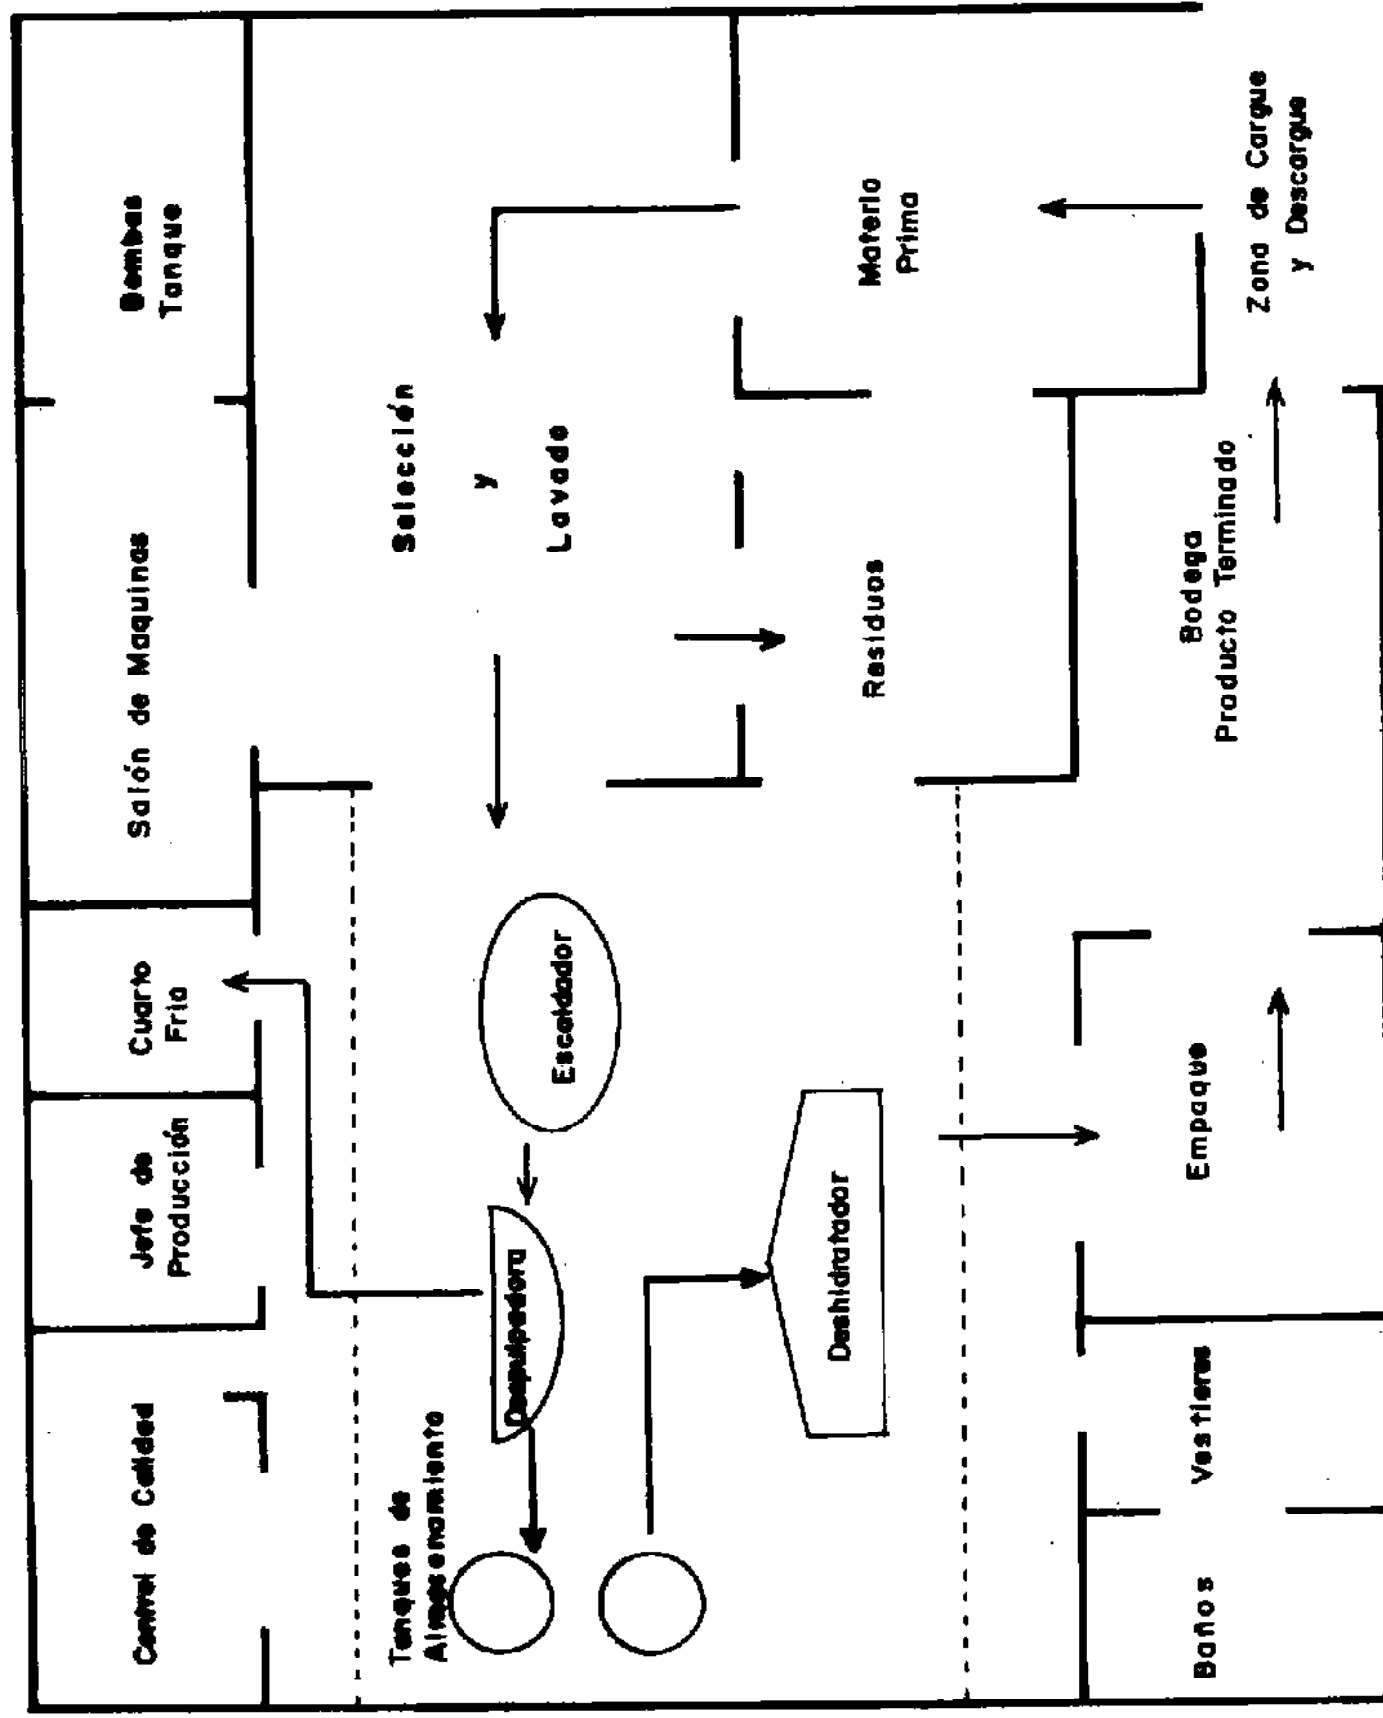 Control de Calidad
Jefe de
Producción
Cuarto
Frio
Salón de Maquinas
Bombas
Tanque
Tanques de
Almacenamiento
Despulpadora
Escaldador
Selección
y
Lavado
Deshidratador
Residuos
Materia
Prima
Baños
Vestieres
Empaque
Bodega
Producto Terminado
Zona de Cargue
y Descargue